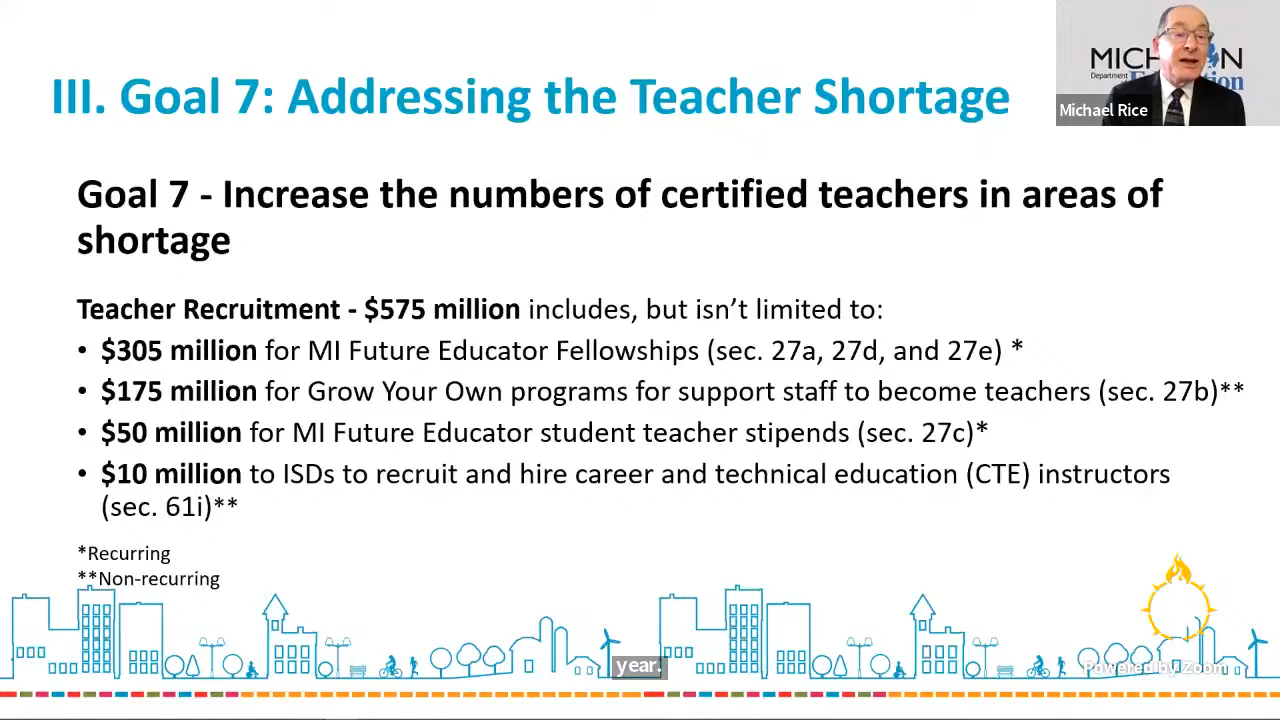 III. Goal 7: Addressing the Teacher Shortage
Department
Michael Rice
Goal 7 - Increase the numbers of certified teachers in areas of
shortage
Teacher Recruitment - $575 million includes, but isn’t limited to:
• $305 million for MI Future Educator Fellowships (sec. 27a, 27d, and 27e) *
• $175 million for Grow Your Own programs for support staff to become teachers (sec. 27b)**
• $50 million for MI Future Educator student teacher stipends (sec. 27c)*
• $10 million to ISDs to recruit and hire career and technical education (CTE) instructors
(sec. 61i)**
*Recurring
**Non-recurring
year.
Powered by Zoom